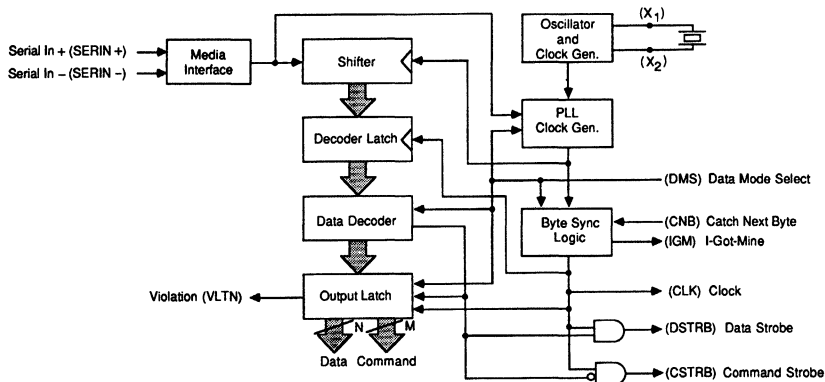 Serial In + (SERIN +)
Serial In – (SERIN –)
Media
Interface
Shifter
Oscillator
and
Clock Gen.
(X1)
(X2)
PLL
Clock Gen.
Decoder Latch
(DMS) Data Mode Select
Data Decoder
Byte Sync
Logic
(CNB) Catch Next Byte
(IGM) I-Got-Mine
Violation (VLTN)
Output Latch
(CLK) Clock
N
M
Data
Command
(DSTRB) Data Strobe
(CSTRB) Command Strobe